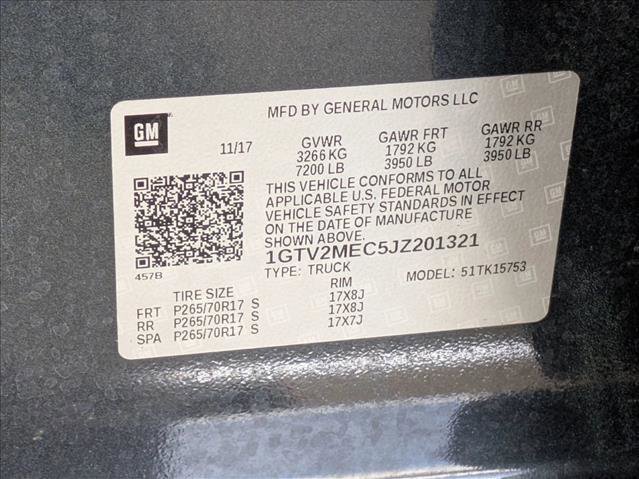 GM
MFD BY GENERAL MOTORS LLC
11/17 GVWR GAWR FRT GAWR RR
3266 KG 1792 KG 1792 KG
7200 LB 3950 LB 3950 LB
THIS VEHICLE CONFORMS TO ALL
APPLICABLE U.S. FEDERAL MOTOR
VEHICLE SAFETY STANDARDS IN EFFECT
ON THE DATE OF MANUFACTURE
SHOWN ABOVE.
1GTV2MEC5JZ201321
457B TYPE: TRUCK MODEL: 51TK15753
TIRE SIZE RIM
FRT P265/70R17 S 17X8J
RR P265/70R17 S 17X8J
SPA P265/70R17 S 17X7J